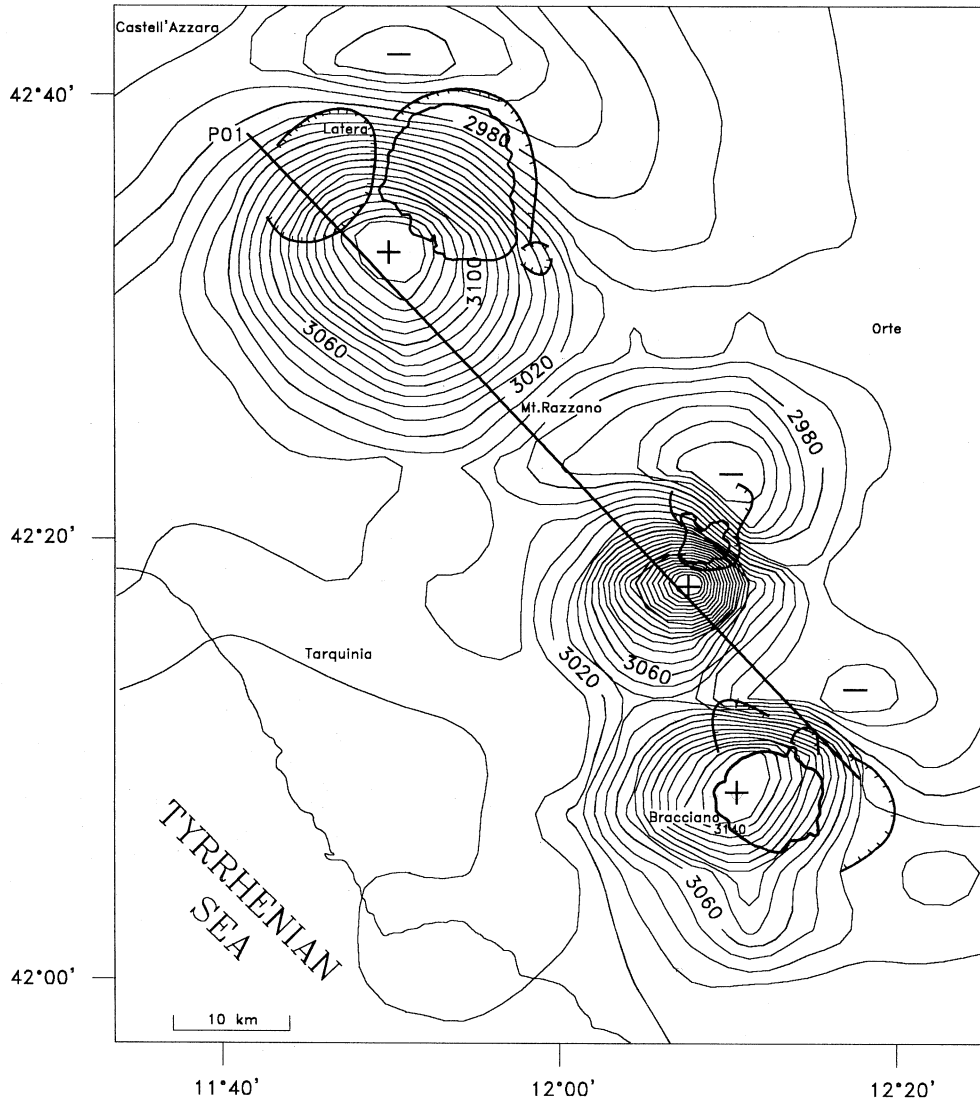 Castell'Azzara
42°40'
P01
Latera
2980
3100
3060
3020
Orte
Mt.Razzano
2980
42°20'
3060
3020
Tarquinia
Bracciano
3140
3060
TYRRHENIAN
SEA
42°00'
10 km
11°40'
12°00'
12°20'